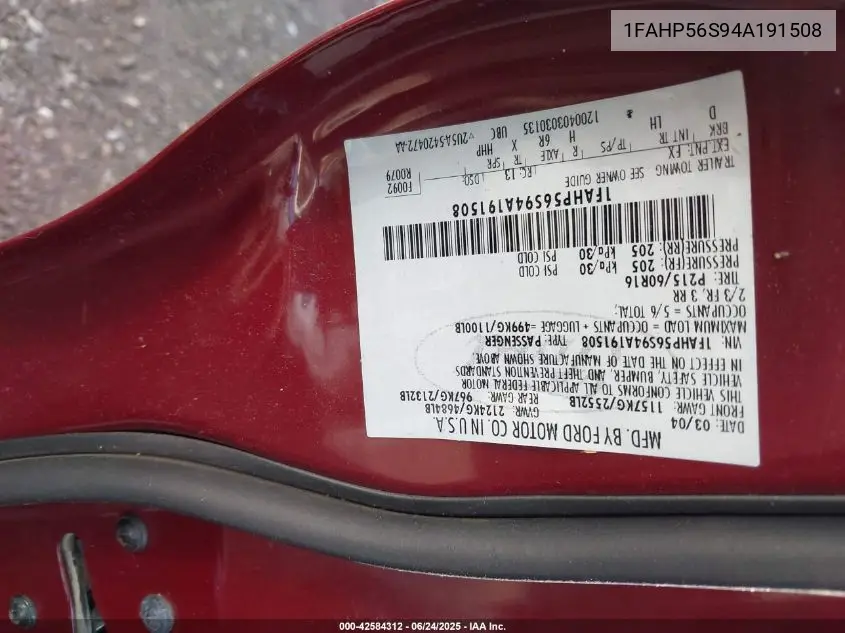 1FAHP56S94A191508
MFD. BY FORD MOTOR CO. IN U.S.A.
DATE: 03/04 GVWR: 2124KG/4684LB
FRONT GAWR: 1157KG/2552LB REAR GAWR: 967KG/2132LB
THIS VEHICLE CONFORMS TO ALL APPLICABLE FEDERAL MOTOR
VEHICLE SAFETY, BUMPER, AND THEFT PREVENTION STANDARDS
IN EFFECT ON THE DATE OF MANUFACTURE SHOWN ABOVE
VIN: 1FAHP56S94A191508 TYPE: PASSENGER
MAXIMUM LOAD = OCCUPANTS + LUGGAGE =499KG/1100LB
OCCUPANTS = 5/6 TOTAL;
2/3 FR, 3 RR
TIRE: P215/60R16
PRESSURE(FR): 205 kPa/30 PSI COLD
PRESSURE(RR): 205 kPa/30 PSI COLD
1FAHP56S94A191508
TRAILER TOWING SEE OWNER GUIDE F0092
EXT PNT: FX RC: 13 DSO: R0079
BRK INT TR TP/PS R AXLE TR SPR
D LH * H 6R X HHP
120040303135 UBC V2U5A-5420472-AA
000-42584312 - 06/24/2025 - IAA Inc.